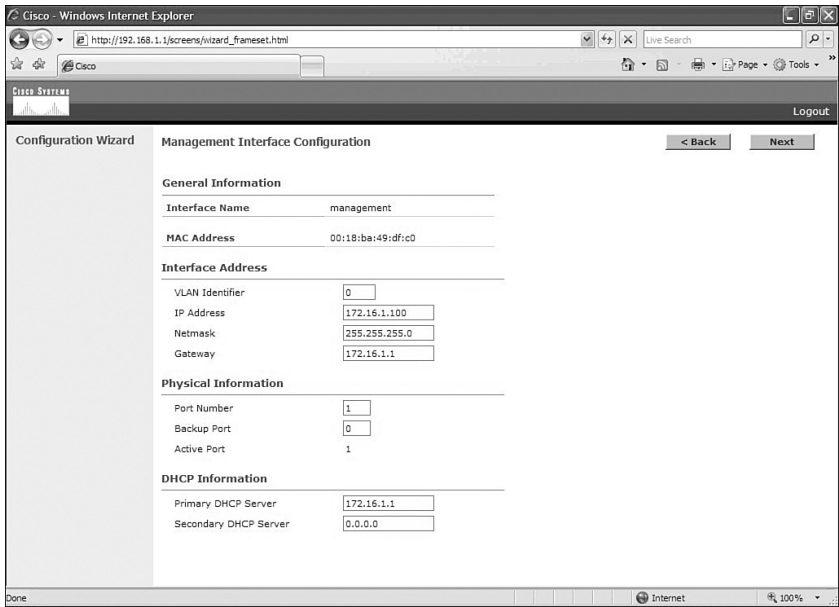 Cisco - Windows Internet Explorer
http://192.168.1.1/screens/wizard_frameset.html
Live Search
Cisco
Page
Tools
CISCO SYSTEMS
Logout
Configuration Wizard
Management Interface Configuration
< Back
Next
General Information
Interface Name management
MAC Address 00:18:ba:49:df:c0
Interface Address
VLAN Identifier 0
IP Address 172.16.1.100
Netmask 255.255.255.0
Gateway 172.16.1.1
Physical Information
Port Number 1
Backup Port 0
Active Port 1
DHCP Information
Primary DHCP Server 172.16.1.1
Secondary DHCP Server 0.0.0.0
Done
Internet
100%